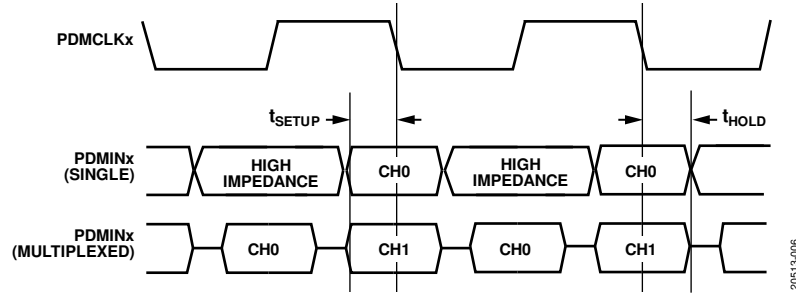 PDMCLKx
tSETUP
tHOLD
PDMINx
(SINGLE)
HIGH
IMPEDANCE
CH0
HIGH
IMPEDANCE
CH0
PDMINx
(MULTIPLEXED)
CH0
CH1
CH0
CH1
20513-006